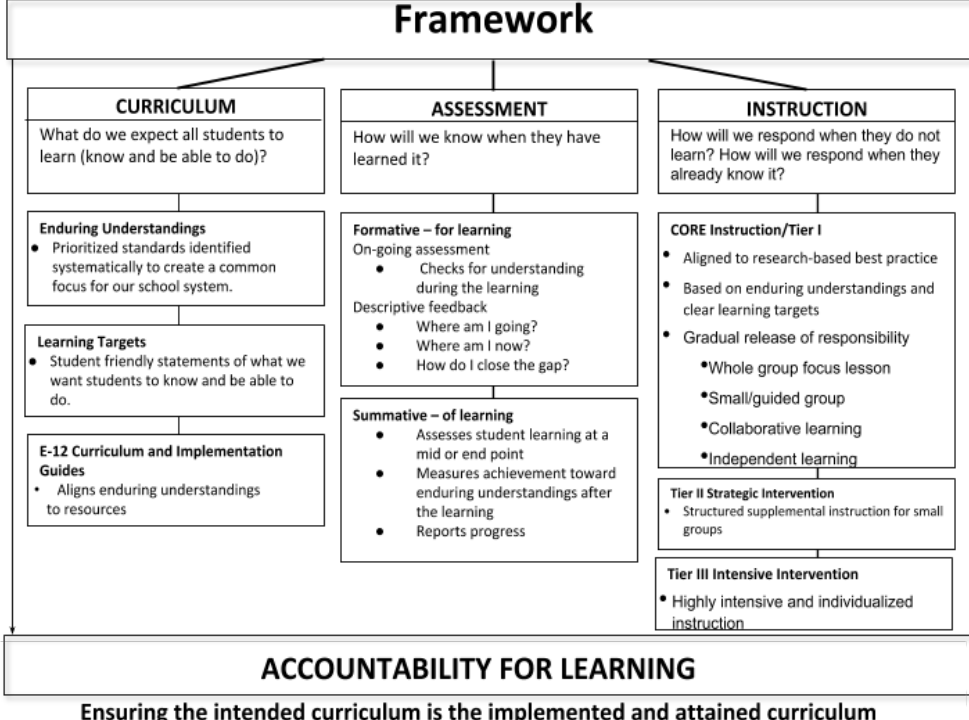 Framework
CURRICULUM
What do we expect all students to
learn (know and be able to do)?
Enduring Understandings
● Prioritized standards identified
systematically to create a common
focus for our school system.
Learning Targets
● Student friendly statements of what we
want students to know and be able to
do.
E-12 Curriculum and Implementation
Guides
• Aligns enduring understandings
to resources
ASSESSMENT
How will we know when they have
learned it?
Formative – for learning
On-going assessment
● Checks for understanding
during the learning
Descriptive feedback
● Where am I going?
● Where am I now?
● How do I close the gap?
Summative – of learning
● Assesses student learning at a
mid or end point
● Measures achievement toward
enduring understandings after
the learning
● Reports progress
INSTRUCTION
How will we respond when they do not
learn? How will we respond when they
already know it?
CORE Instruction/Tier I
• Aligned to research-based best practice
• Based on enduring understandings and
clear learning targets
• Gradual release of responsibility
•Whole group focus lesson
•Small/guided group
•Collaborative learning
•Independent learning
Tier II Strategic Intervention
• Structured supplemental instruction for small
groups
Tier III Intensive Intervention
• Highly intensive and individualized
instruction
ACCOUNTABILITY FOR LEARNING
Ensuring the intended curriculum is the implemented and attained curriculum